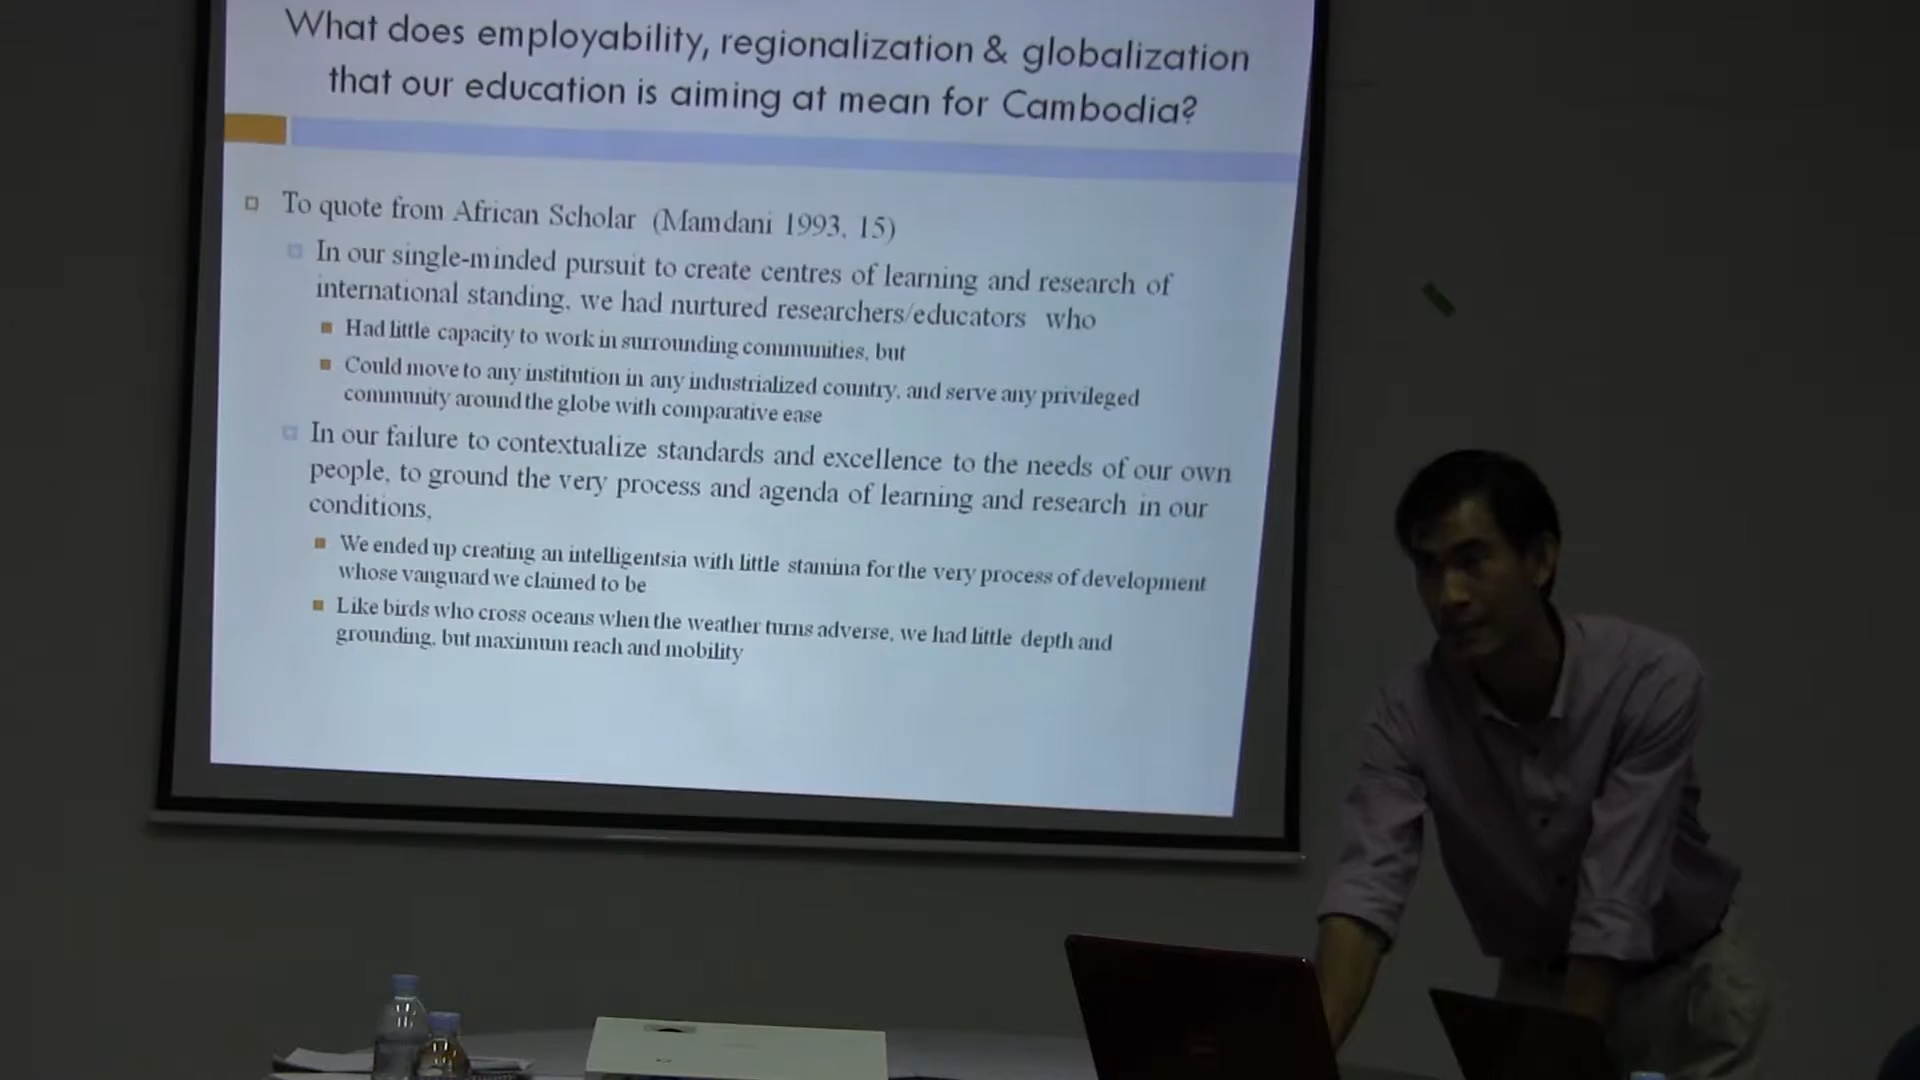 What does employability, regionalization & globalization
that our education is aiming at mean for Cambodia?
To quote from African Scholar (Mamdani 1993, 15)
In our single-minded pursuit to create centres of learning and research of
international standing, we had nurtured researchers/educators who
Had little capacity to work in surrounding communities, but
Could move to any institution in any industrialized country, and serve any privileged
community around the globe with comparative ease
In our failure to contextualize standards and excellence to the needs of our own
people, to ground the very process and agenda of learning and research in our
conditions,
We ended up creating an intelligentsia with little stamina for the very process of development
whose vanguard we claimed to be
Like birds who cross oceans when the weather turns adverse, we had little depth and
grounding, but maximum reach and mobility